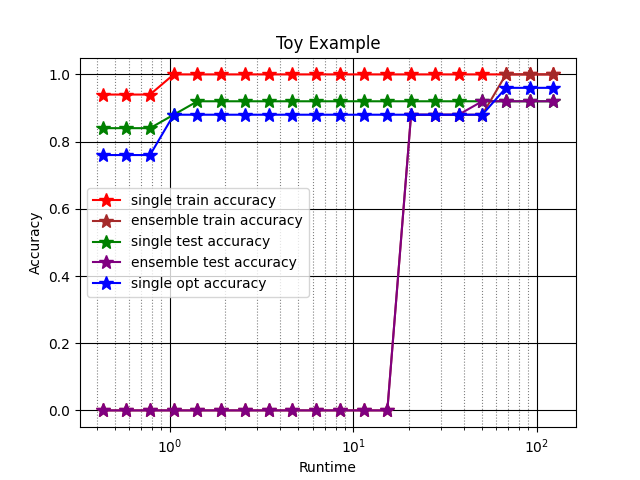 Toy Example
Accuracy
1.0
0.8
0.6
0.4
0.2
0.0
single train accuracy
ensemble train accuracy
single test accuracy
ensemble test accuracy
single opt accuracy
10⁰
10¹
10²
Runtime